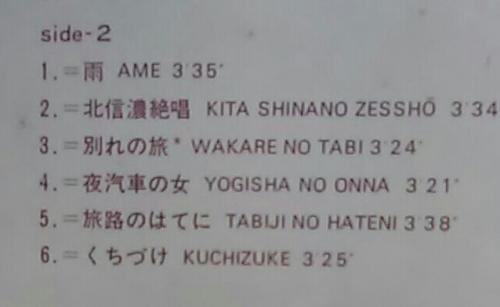 side-2
1.=雨 AME 3'35"
2.=北信濃絶唱 KITA SHINANO ZESSHŌ 3'34
3.=別れの旅* WAKARE NO TABI 3'24"
4.=夜汽車の女 YOGISHA NO ONNA 3'21"
5.=旅路のはてに TABIJI NO HATENI 3'38"
6.=くちづけ KUCHIZUKE 3'25"